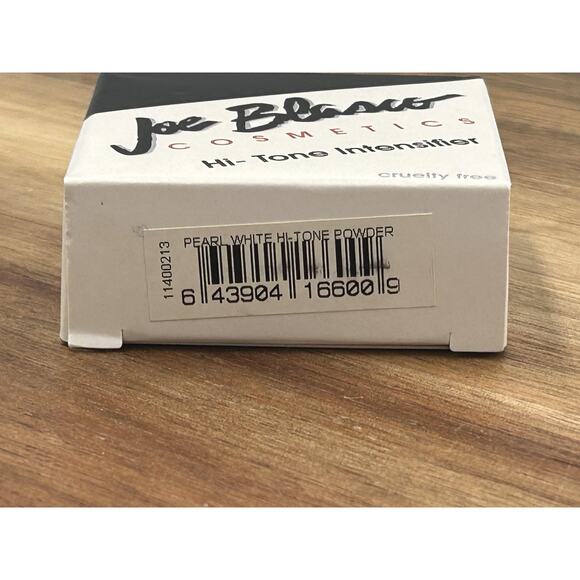 Joe Blasco
COSMETICS
Hi-Tone Intensifier
cruelty free
11400213
PEARL WHITE HI-TONE POWDER
6 43904 16600 9